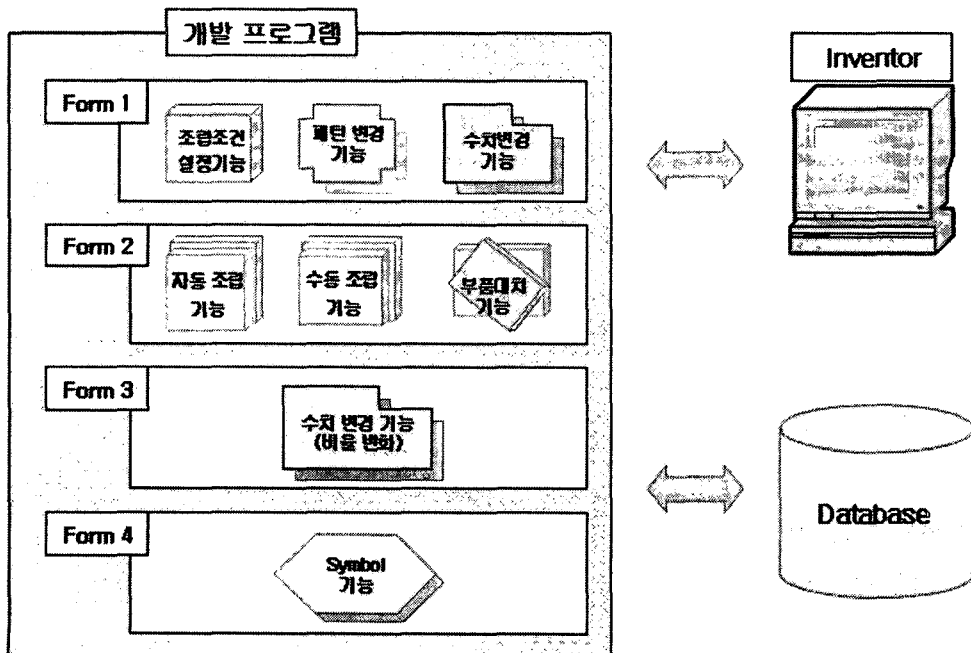 개발 프로그램
Inventor
Form 1
조립조건
설정기능
패턴 변경
기능
수치변경
기능
Form 2
자동 조립
기능
수동 조립
기능
부품대치
기능
Form 3
수치 변경 기능
(비율 변화)
Database
Form 4
Symbol
기능